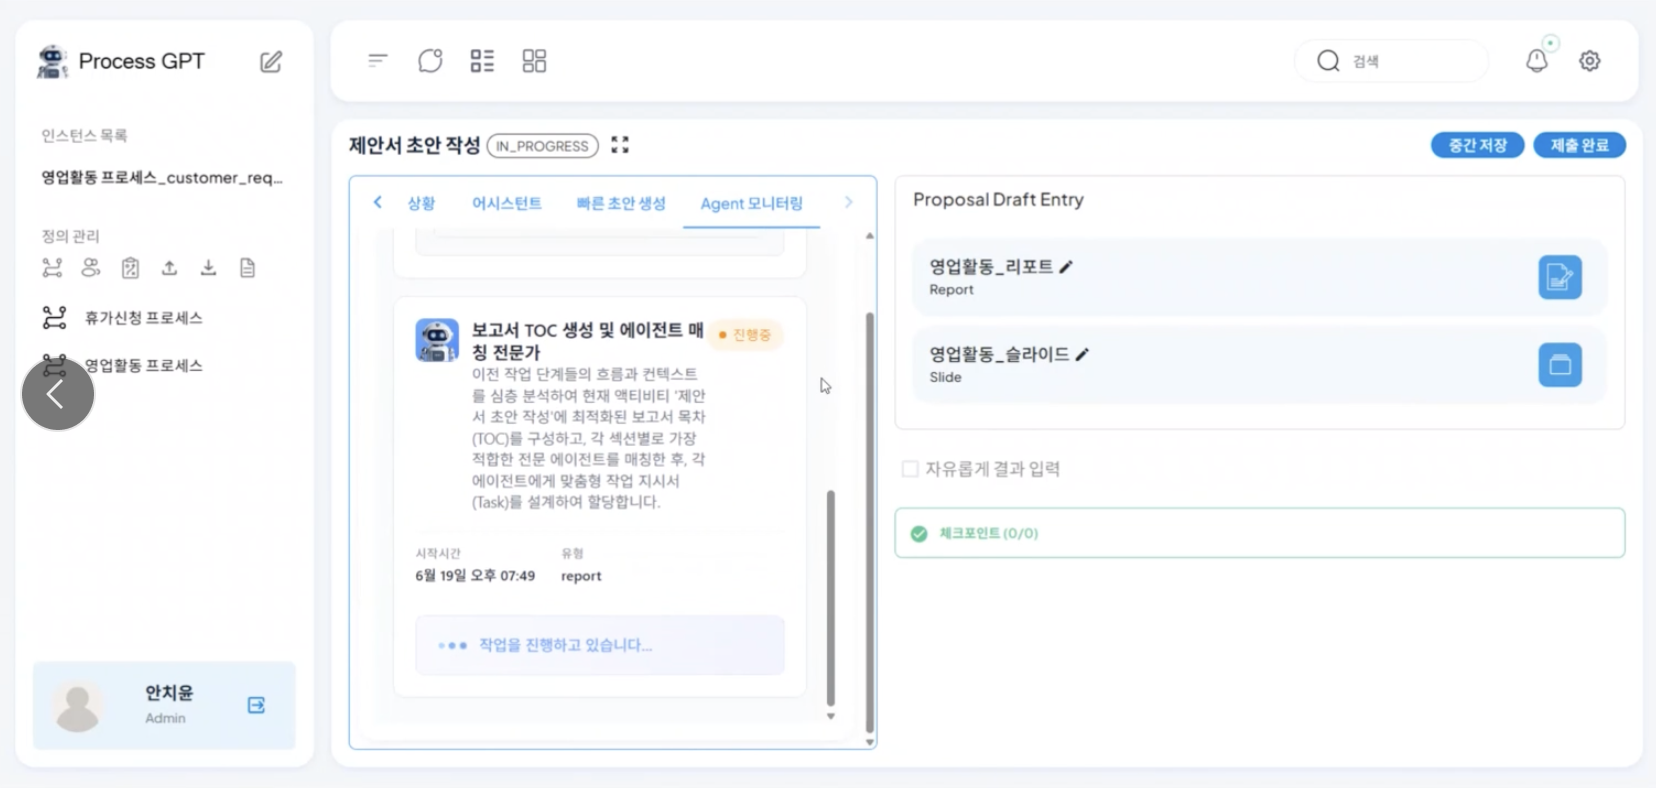 Process GPT
검색
인스턴스 목록
영업활동 프로세스_customer_req...
정의 관리
휴가신청 프로세스
영업활동 프로세스
안치윤
Admin
제안서 초안 작성 IN_PROGRESS
중간 저장
제출 완료
상황
어시스턴트
빠른 초안 생성
Agent 모니터링
보고서 TOC 생성 및 에이전트 매
칭 전문가
진행중
이전 작업 단계들의 흐름과 컨텍스트
를 심층 분석하여 현재 액티비티 '제안
서 초안 작성'에 최적화된 보고서 목차
(TOC)를 구성하고, 각 섹션별로 가장
적합한 전문 에이전트를 매칭한 후, 각
에이전트에게 맞춤형 작업 지시서
(Task)를 설계하여 할당합니다.
시작시간
유형
6월 19일 오후 07:49
report
작업을 진행하고 있습니다...
Proposal Draft Entry
영업활동_리포트
Report
영업활동_슬라이드
Slide
자유롭게 결과 입력
체크포인트 (0/0)